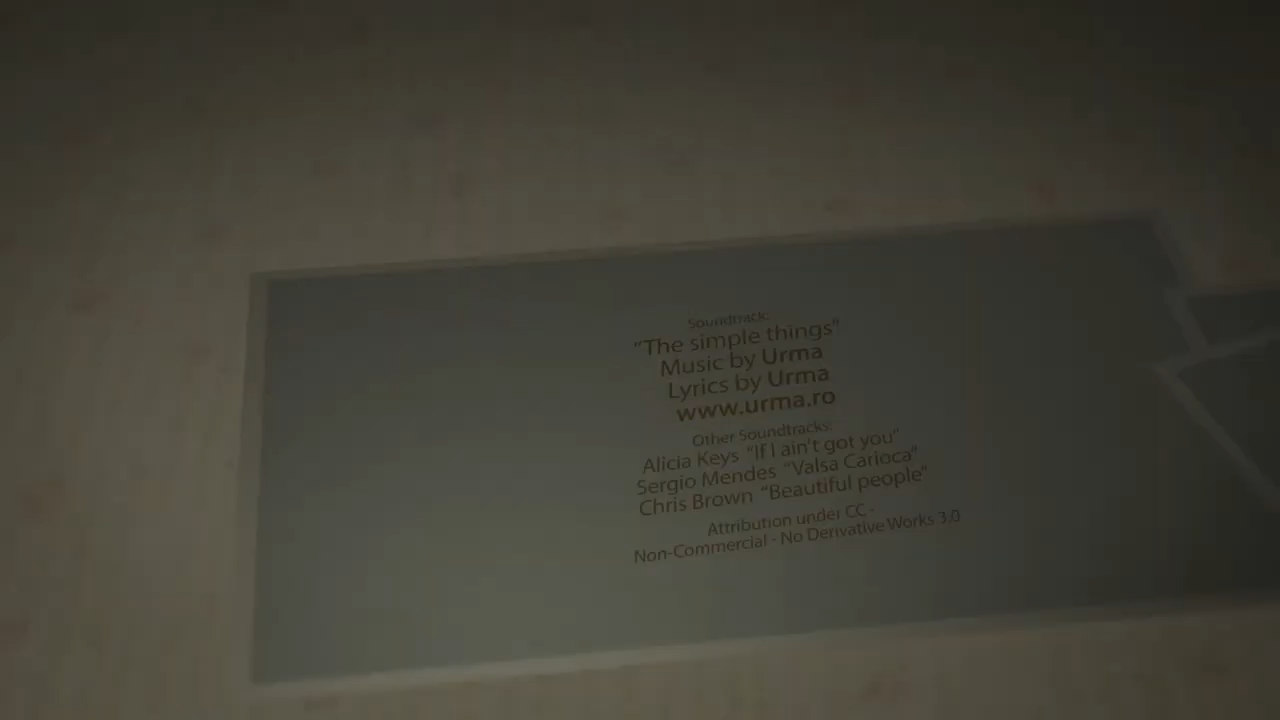 Soundtrack:
"The simple things"
Music by Urma
Lyrics by Urma
www.urma.ro
Other Soundtracks:
Alicia Keys "If I ain't got you"
Sergio Mendes "Valsa Carioca"
Chris Brown "Beautiful people"
Attribution under CC -
Non-Commercial - No Derivative Works 3.0